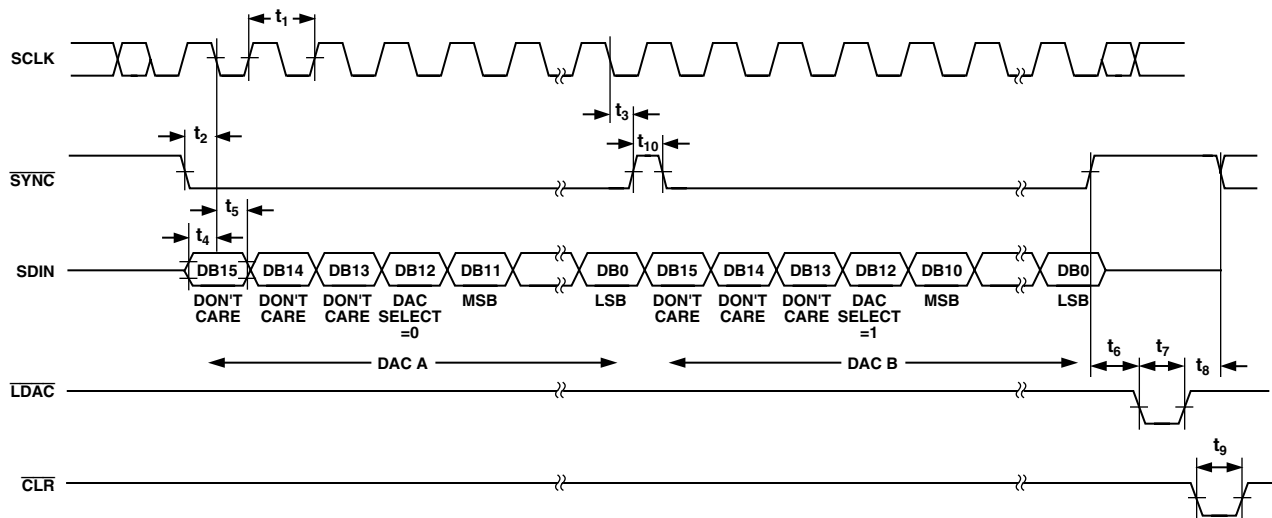 t1
SCLK
t3
t2
t10
SYNC
t5
t4
SDIN
DB15 DB14 DB13 DB12 DB11 DB0 DB15 DB14 DB13 DB12 DB10 DB0
DON'T DON'T DON'T DAC MSB LSB DON'T DON'T DON'T DAC MSB LSB
CARE CARE CARE SELECT CARE CARE CARE SELECT
=0 =1
t6 t7
DAC A DAC B t8
LDAC
t9
CLR